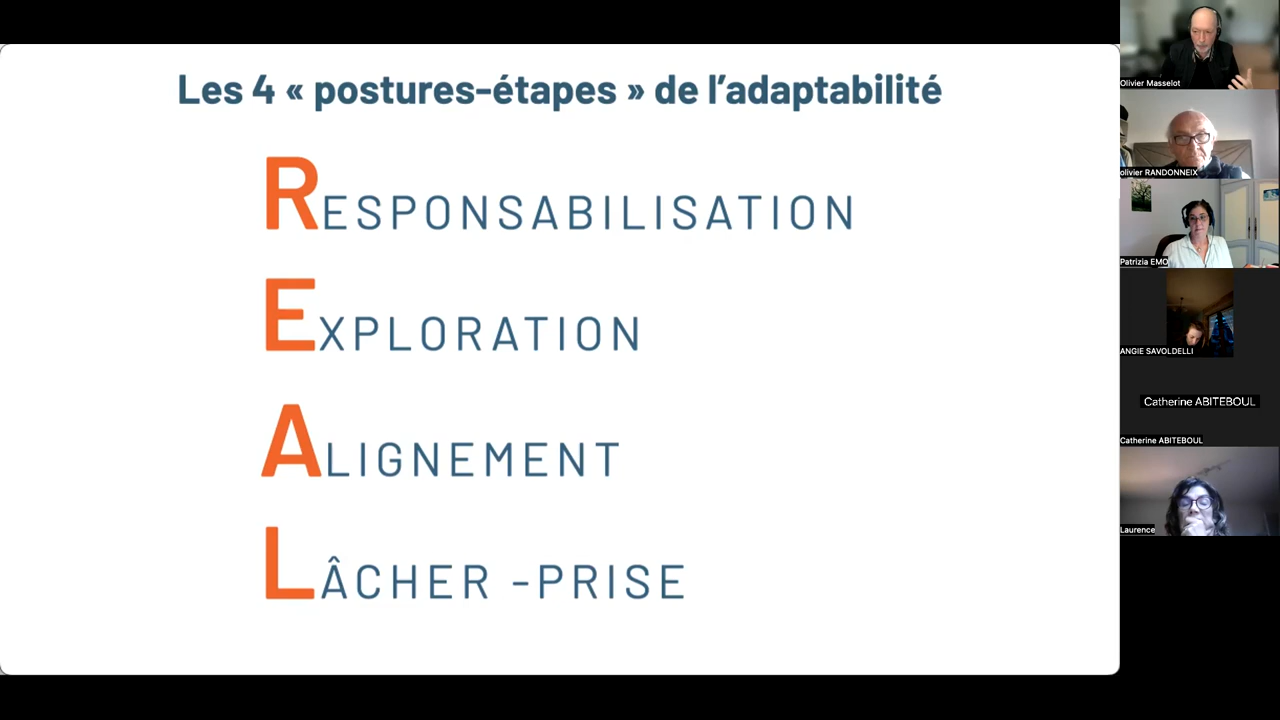 Les 4 « postures-étapes » de l’adaptabilité
RESPONSABILISATION
EXPLORATION
ALIGNEMENT
LÂCHER -PRISE
Olivier Masselot
olivier RANDONNEIX
Patrizia EMO
ANGIE SAVOLDELLI
Catherine ABITEBOUL
Catherine ABITEBOUL
Laurence